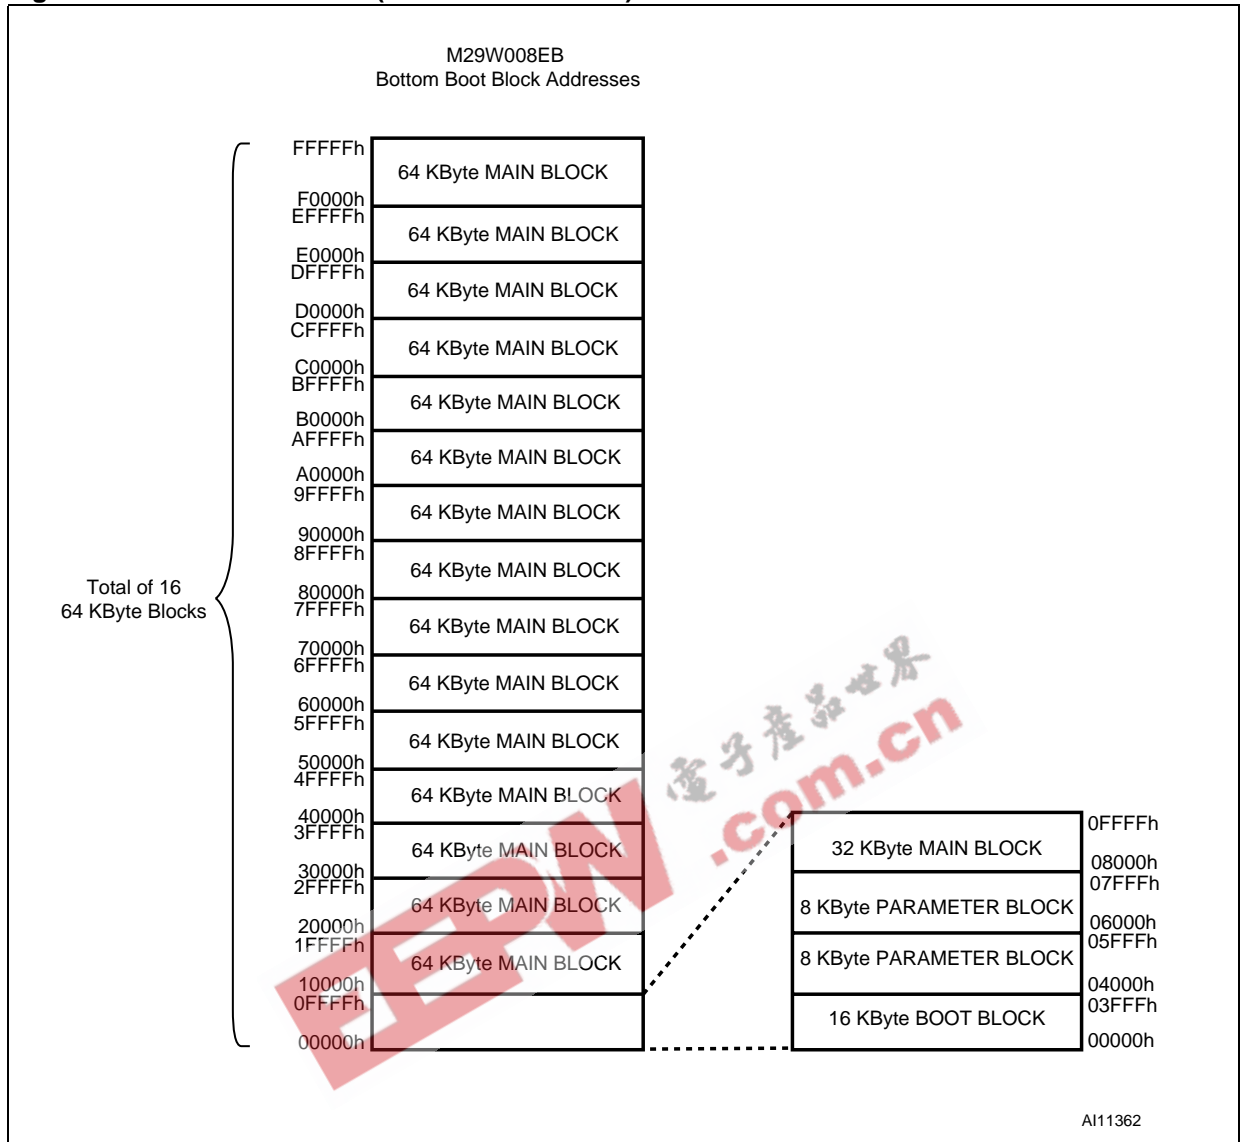 M29W008EB
Bottom Boot Block Addresses
FFFFFh
64 KByte MAIN BLOCK
F0000h
EFFFFh
64 KByte MAIN BLOCK
E0000h
DFFFFh
64 KByte MAIN BLOCK
D0000h
CFFFFh
64 KByte MAIN BLOCK
C0000h
BFFFFh
64 KByte MAIN BLOCK
B0000h
AFFFFh
64 KByte MAIN BLOCK
A0000h
9FFFFh
64 KByte MAIN BLOCK
90000h
8FFFFh
64 KByte MAIN BLOCK
80000h
7FFFFh
64 KByte MAIN BLOCK
70000h
6FFFFh
64 KByte MAIN BLOCK
60000h
5FFFFh
64 KByte MAIN BLOCK
50000h
4FFFFh
64 KByte MAIN BLOCK
40000h
3FFFFh
64 KByte MAIN BLOCK
30000h
2FFFFh
64 KByte MAIN BLOCK
20000h
1FFFFh
64 KByte MAIN BLOCK
10000h
0FFFFh
00000h
Total of 16
64 KByte Blocks
0FFFFh
32 KByte MAIN BLOCK
08000h
07FFFh
8 KByte PARAMETER BLOCK
06000h
05FFFh
8 KByte PARAMETER BLOCK
04000h
03FFFh
16 KByte BOOT BLOCK
00000h
EEPW
電子產品世界
.com.cn
AI11362